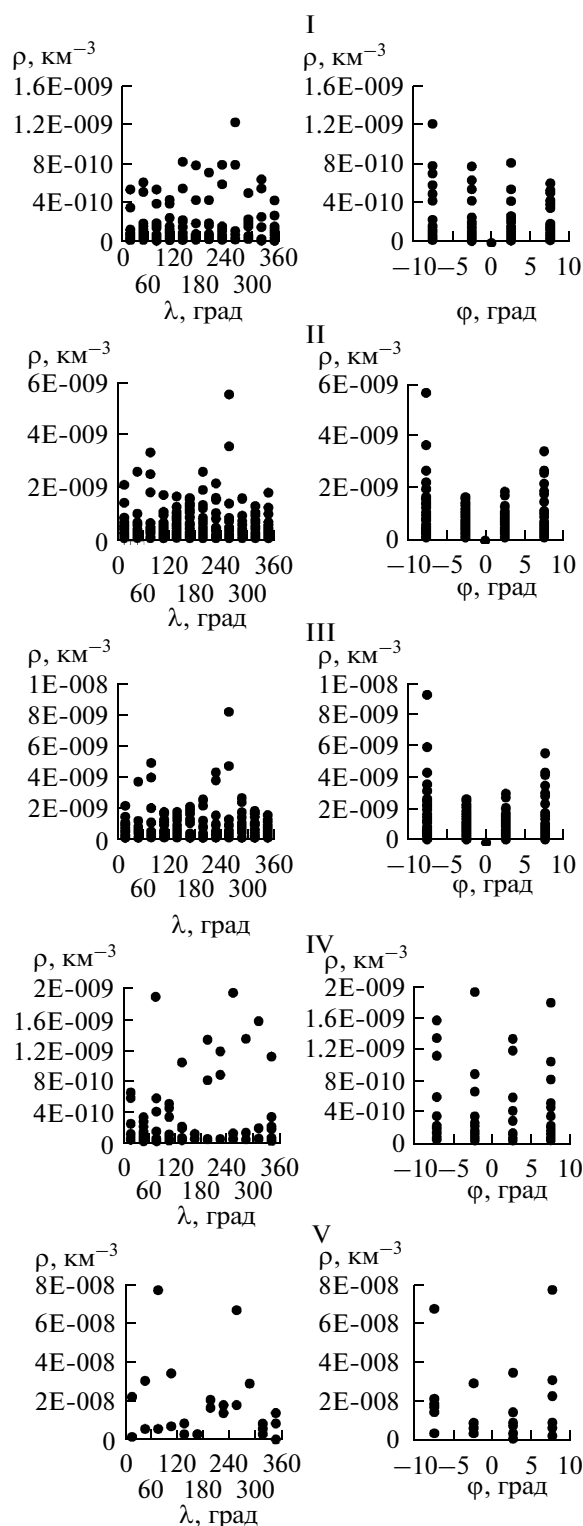 I
ρ, км⁻³ ρ, км⁻³
1.6E-009 1.6E-009
1.2E-009 1.2E-009
8E-010 8E-010
4E-010 4E-010
0 0
0 120 240 360 −10 −5 0 5 10
60 180 300
λ, град φ, град
II
ρ, км⁻³ ρ, км⁻³
6E-009 6E-009
4E-009 4E-009
2E-009 2E-009
0 0
0 120 240 360 −10 −5 0 5 10
60 180 300
λ, град φ, град
III
ρ, км⁻³ ρ, км⁻³
1E-008 1E-008
8E-009 8E-009
6E-009 6E-009
4E-009 4E-009
2E-009 2E-009
0 0
0 120 240 360 −10 −5 0 5 10
60 180 300
λ, град φ, град
IV
ρ, км⁻³ ρ, км⁻³
2E-009 2E-009
1.6E-009 1.6E-009
1.2E-009 1.2E-009
8E-010 8E-010
4E-010 4E-010
0 0
0 120 240 360 −10 −5 0 5 10
60 180 300
λ, град φ, град
V
ρ, км⁻³ ρ, км⁻³
8E-008 8E-008
6E-008 6E-008
4E-008 4E-008
2E-008 2E-008
0 0
0 120 240 360 −10 −5 0 5 10
60 180 300
λ, град φ, град